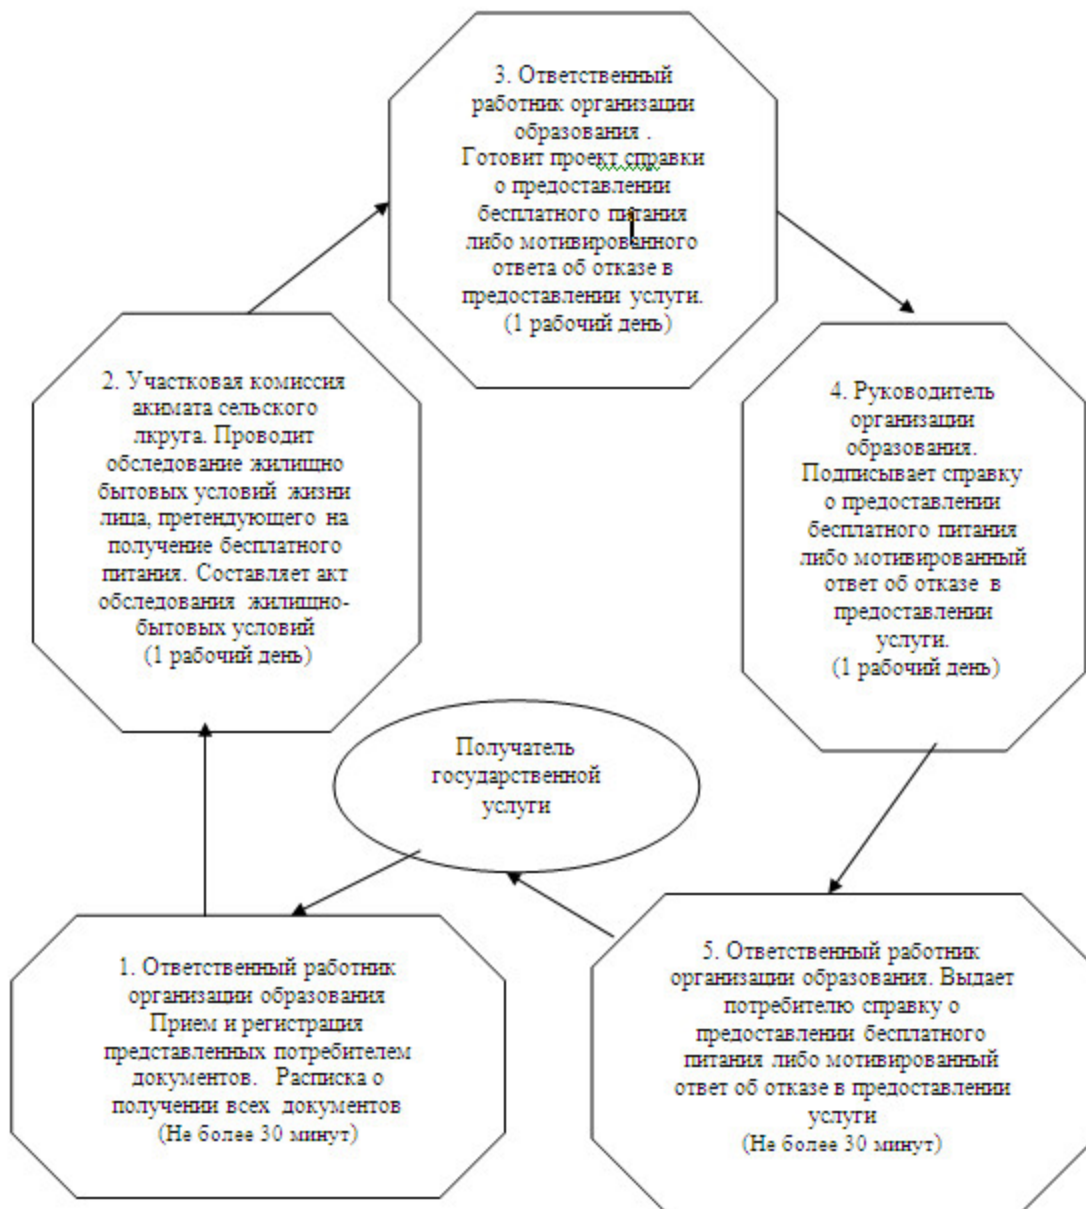 3. Ответственный
работник организации
образования .
Готовит проект справки
о предоставлении
бесплатного питания
либо мотивированного
ответа об отказе в
предоставлении услуги.
(1 рабочий день)
2. Участковая комиссия
акимата сельского
лкруга. Проводит
обследование жилищно
бытовых условий жизни
лица, претендующего на
получение бесплатного
питания. Составляет акт
обследования жилищно-
бытовых условий
(1 рабочий день)
4. Руководитель
организации
образования.
Подписывает справку
о предоставлении
бесплатного питания
либо мотивированный
ответ об отказе в
предоставлении
услуги.
(1 рабочий день)
Получатель
государственной
услуги
1. Ответственный работник
организации образования
Прием и регистрация
представленных потребителем
документов. Расписка о
получении всех документов
(Не более 30 минут)
5. Ответственный работник
организации образования. Выдает
потребителю справку о
предоставлении бесплатного
питания либо мотивированный
ответ об отказе в предоставлении
услуги
(Не более 30 минут)